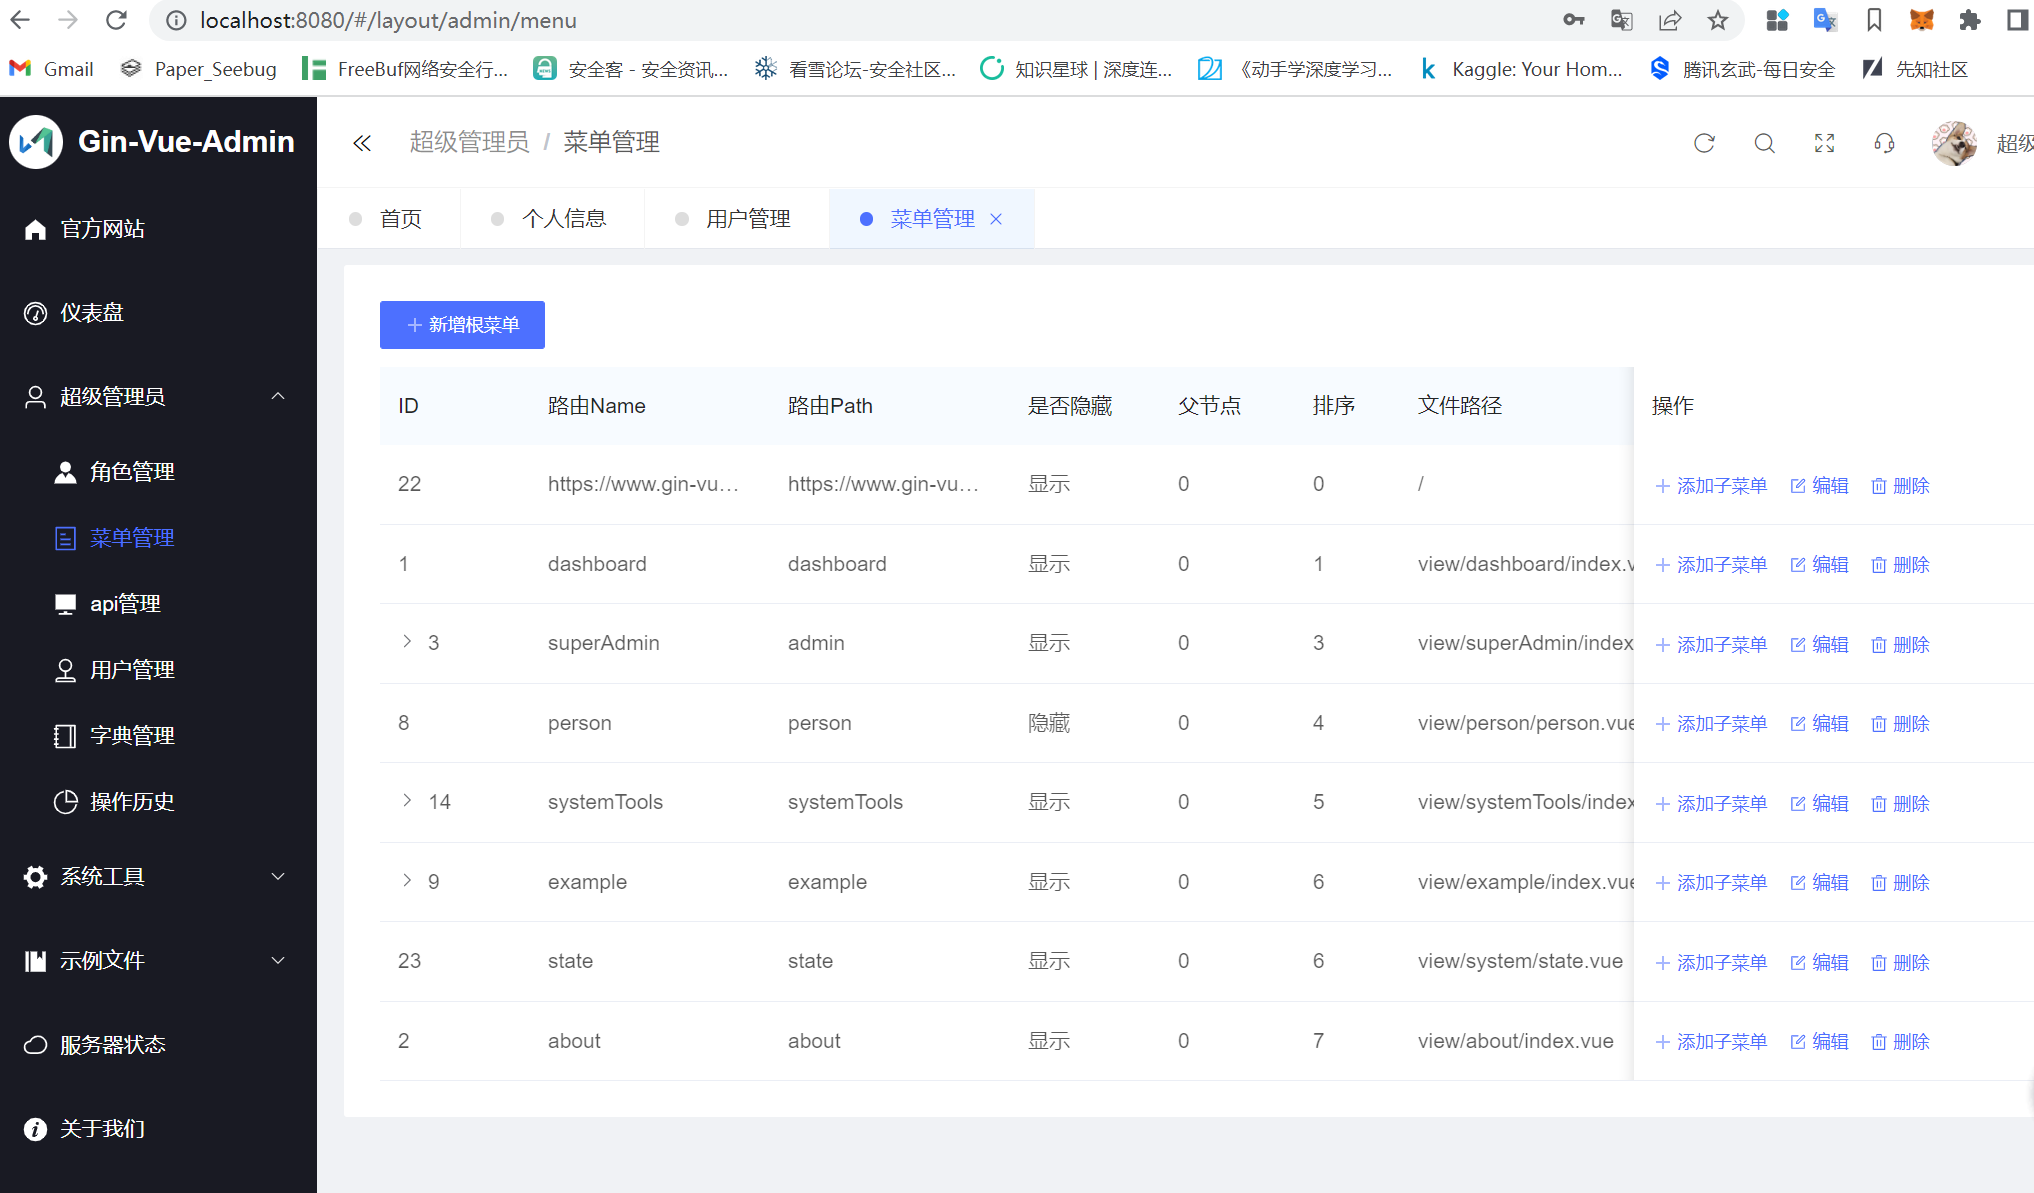 localhost:8080/#/layout/admin/menu
Gmail Paper_Seebug FreeBuf网络安全行... 安全客 - 安全资讯... 看雪论坛-安全社区... 知识星球 | 深度连... 《动手学深度学习... Kaggle: Your Hom... 腾讯玄武-每日安全 先知社区
Gin-Vue-Admin
官方网站
仪表盘
超级管理员
角色管理
菜单管理
api管理
用户管理
字典管理
操作历史
系统工具
示例文件
服务器状态
关于我们
超级管理员 / 菜单管理
超级
首页 个人信息 用户管理 菜单管理
新增根菜单
ID 路由Name 路由Path 是否隐藏 父节点 排序 文件路径 操作
22 https://www.gin-vu... https://www.gin-vu... 显示 0 0 / 添加子菜单 编辑 删除
1 dashboard dashboard 显示 0 1 view/dashboard/index.v 添加子菜单 编辑 删除
3 superAdmin admin 显示 0 3 view/superAdmin/index 添加子菜单 编辑 删除
8 person person 隐藏 0 4 view/person/person.vue 添加子菜单 编辑 删除
14 systemTools systemTools 显示 0 5 view/systemTools/index 添加子菜单 编辑 删除
9 example example 显示 0 6 view/example/index.vue 添加子菜单 编辑 删除
23 state state 显示 0 6 view/system/state.vue 添加子菜单 编辑 删除
2 about about 显示 0 7 view/about/index.vue 添加子菜单 编辑 删除